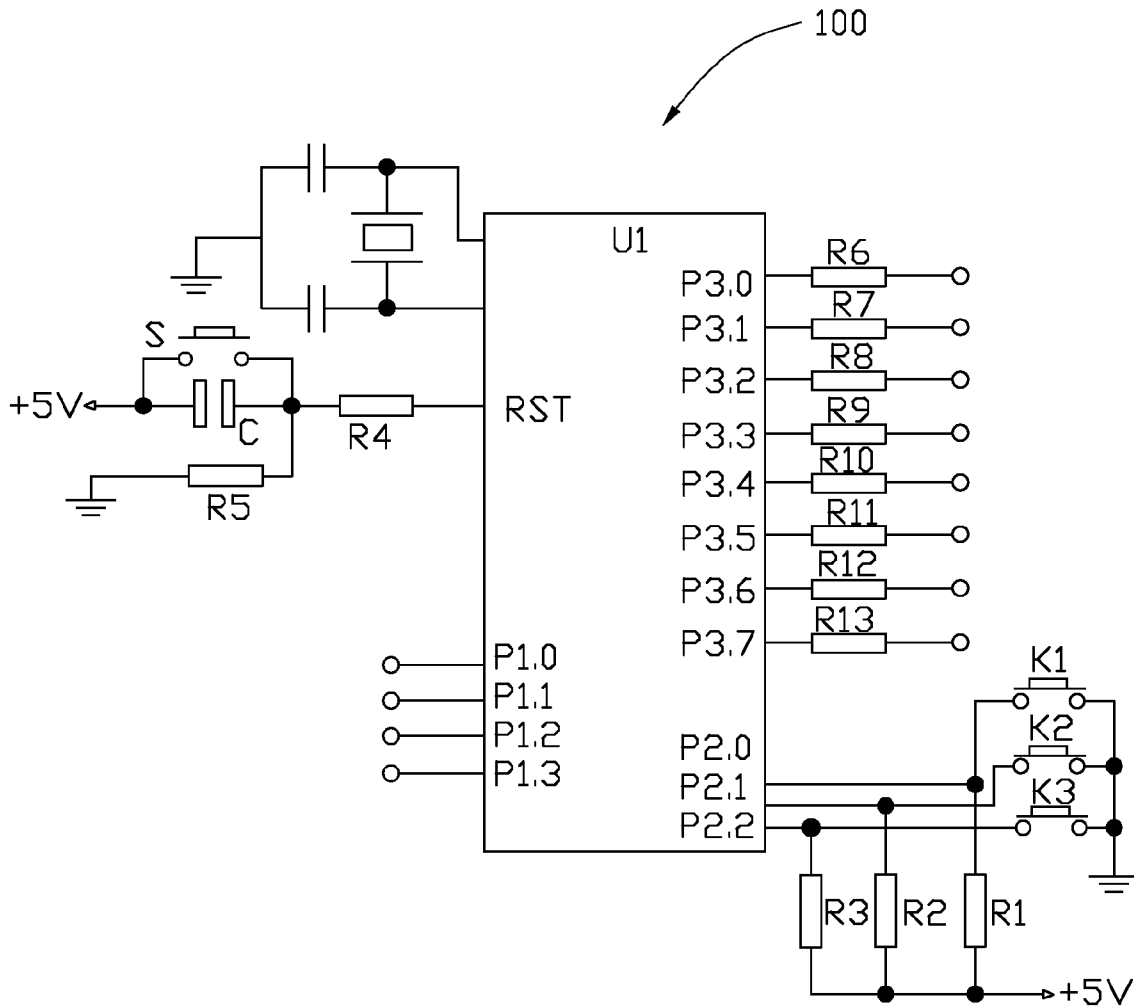 100
U1
P3.0
R6
P3.1
R7
S
P3.2
R8
+5V
C
RST
R4
P3.3
R9
P3.4
R10
R5
P3.5
R11
P3.6
R12
P3.7
R13
P1.0
K1
P1.1
P1.2
P2.0
K2
P1.3
P2.1
K3
P2.2
R3
R2
R1
+5V